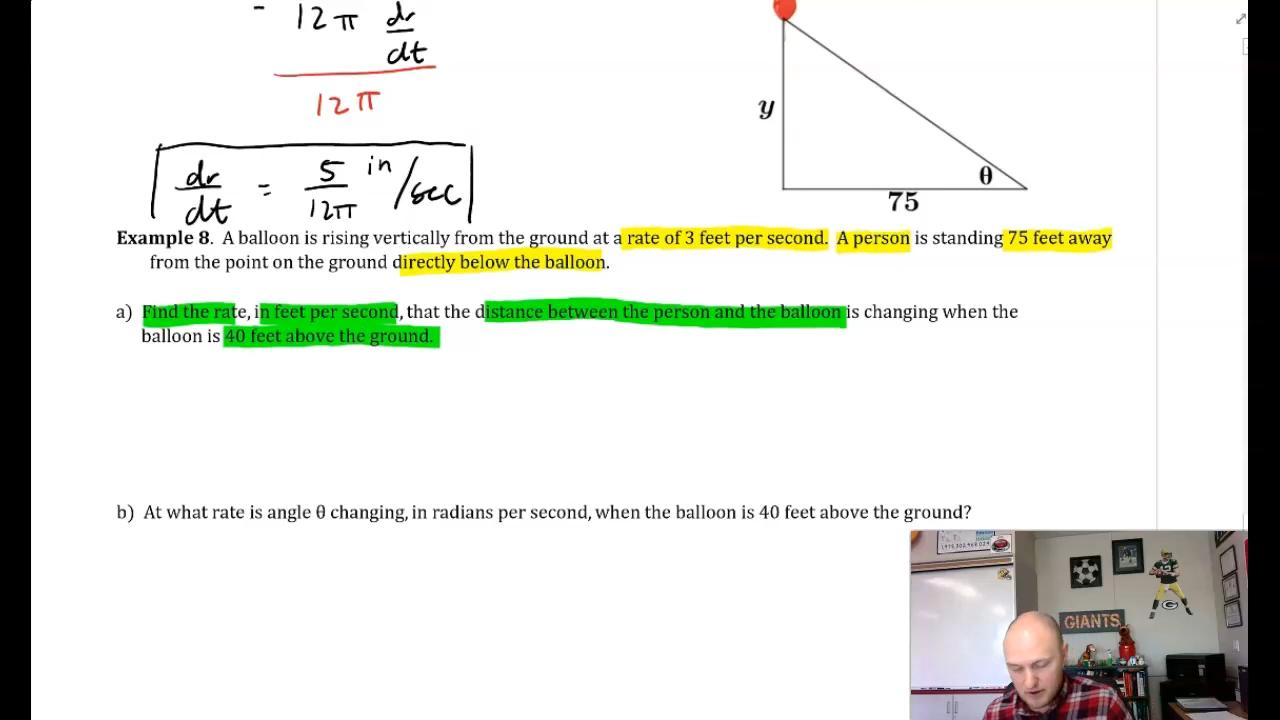 12π dr
dt
12π
dr/dt = 5/12π in/sec
y
θ
75
Example 8. A balloon is rising vertically from the ground at a rate of 3 feet per second. A person is standing 75 feet away
from the point on the ground directly below the balloon.
a) Find the rate, in feet per second, that the distance between the person and the balloon is changing when the
balloon is 40 feet above the ground.
b) At what rate is angle θ changing, in radians per second, when the balloon is 40 feet above the ground?
GIANTS
G